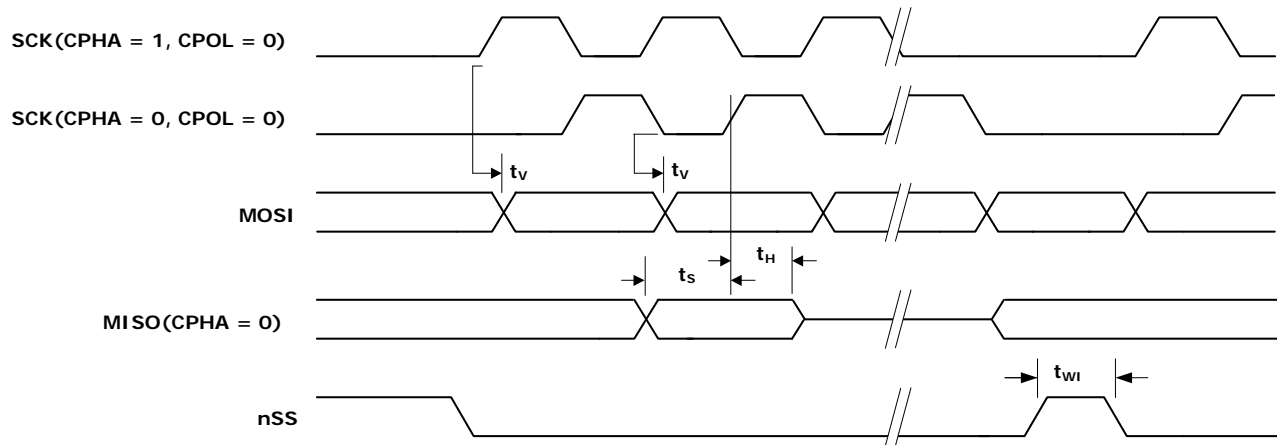 SCK(CPHA = 1, CPOL = 0)
SCK(CPHA = 0, CPOL = 0)
tV
tV
MOSI
tH
tS
MISO(CPHA = 0)
tWI
nSS